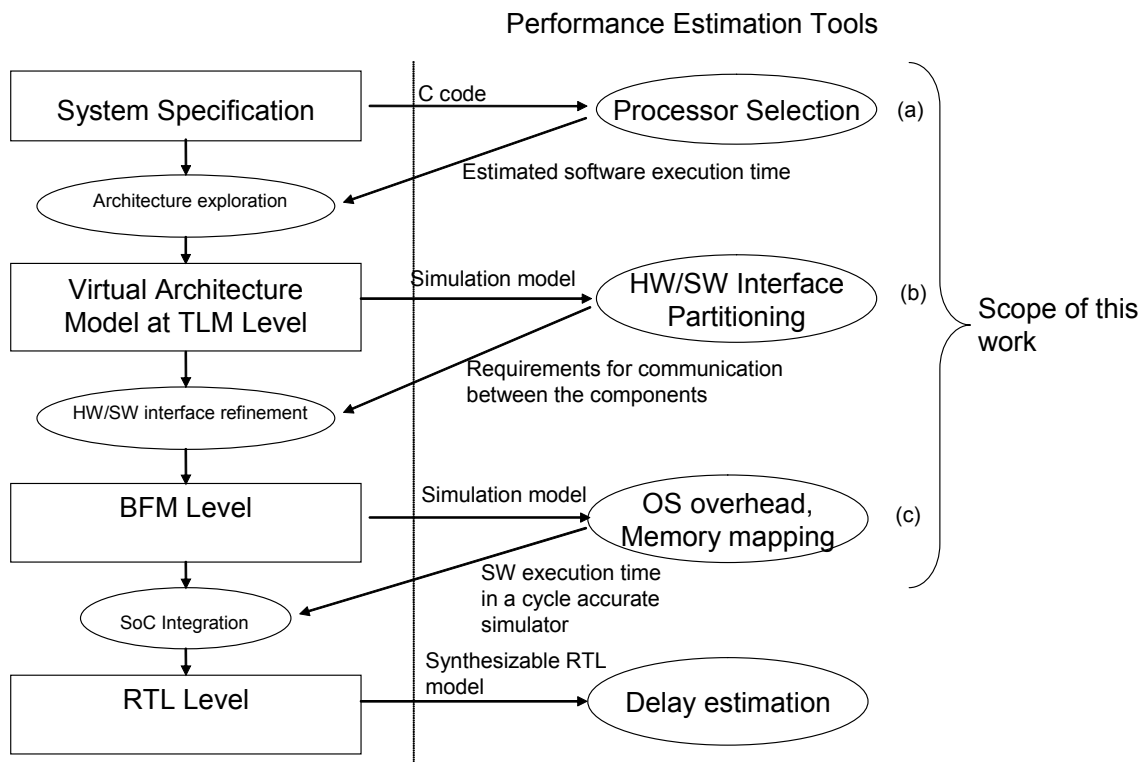 Performance Estimation Tools
System Specification
C code
Processor Selection
(a)
Estimated software execution time
Architecture exploration
Virtual Architecture
Model at TLM Level
Simulation model
HW/SW Interface
Partitioning
(b)
Scope of this
work
Requirements for communication
between the components
HW/SW interface refinement
BFM Level
Simulation model
OS overhead,
Memory mapping
(c)
SW execution time
in a cycle accurate
simulator
SoC Integration
Synthesizable RTL
model
RTL Level
Delay estimation